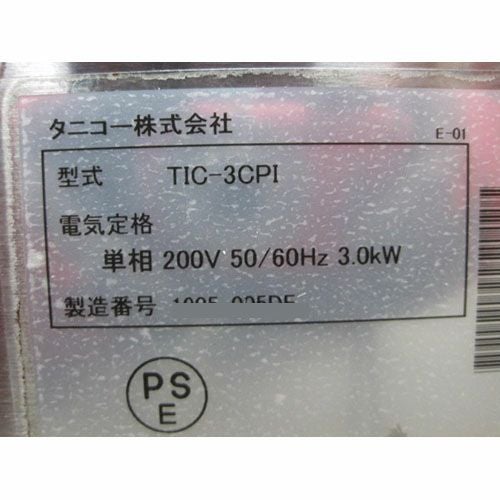 タニコー株式会社
E-01
型式 TIC-3CPI
電気定格
単相 200V 50/60Hz 3.0kW
製造番号
PS
E